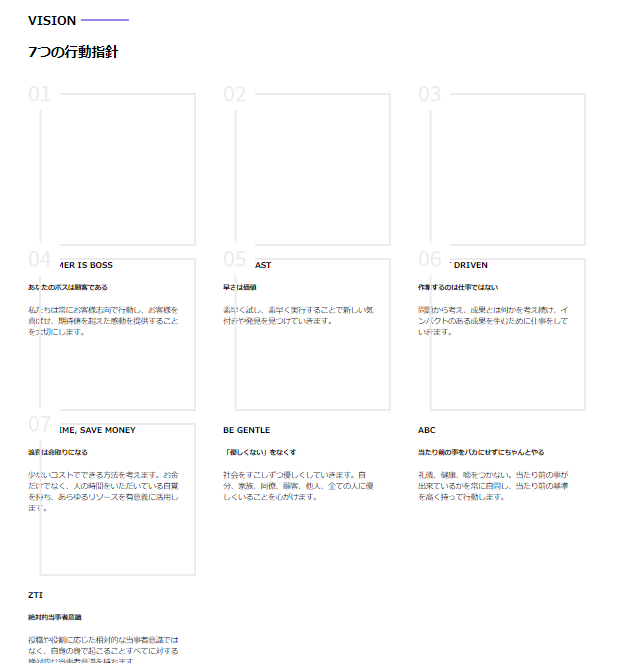 VISION
7つの行動指針
01
02
03
04
MER IS BOSS
05
AST
06
DRIVEN
あなたのボスは顧客である
早さは価値
作業するのは仕事ではない
私たちは常にお客様志向で行動し、お客様を
喜ばせ、期待値を超えた感動を提供すること
を大切にします。
素早く試し、素早く実行することで新しい気
付きや発見を見つけていきます。
問題から考え、成果とは何かを考え続け、イ
ンパクトのある成果を生むために仕事をして
いきます。
07
IME, SAVE MONEY
BE GENTLE
ABC
浪費は命取りになる
「優しくない」をなくす
当たり前の事をバカにせずにちゃんとやる
少ないコストでできる方法を考えます。お金
だけでなく、人の時間をいただいている自覚
を持ち、あらゆるリソースを有意義に活用し
ます。
社会をすこしずつ優しくしていきます。自
分、家族、同僚、顧客、他人、全ての人に優
しくいることを心がけます。
礼儀、健康、嘘をつかない。当たり前の事が
出来ているかを常に自問し、当たり前の基準
を高く持って行動します。
ZTI
絶対的当事者意識
役職や役割に応じた相対的な当事者意識では
なく、自身の身で起こることすべてに対する
絶対的な当事者意識を持ちます